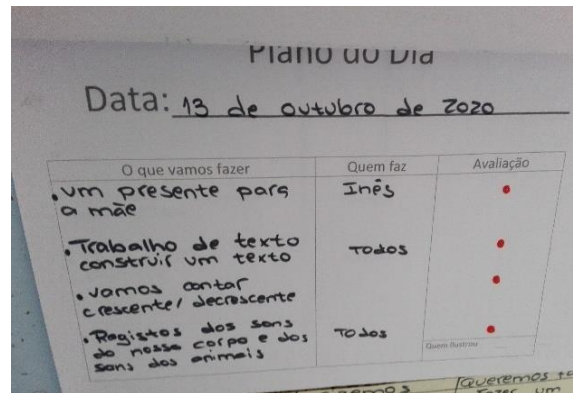 Plano do Dia
Data: 13 de outubro de 2020
O que vamos fazer Quem faz Avaliação
.um presente para Inês
a mãe
.Trabalho de texto Todos
construir um texto
.vamos contar
crescente/ decrescente
.Registos dos sons Todos
do nosso corpo e dos
sons dos animais
Quem ilustrou
queremos
um